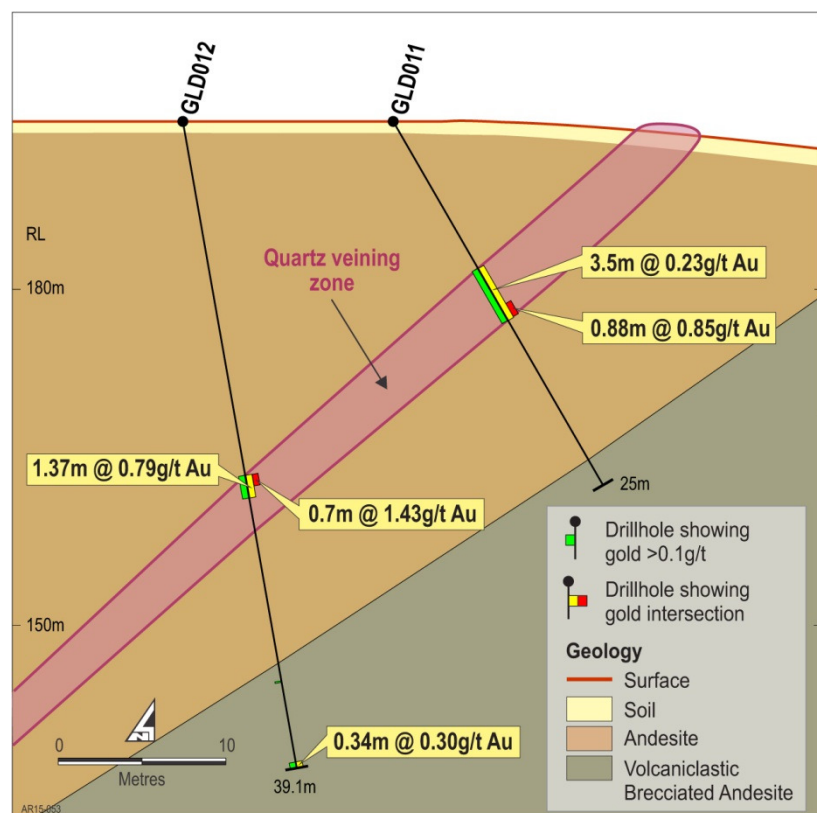 GLD012
GLD011
RL
180m
Quartz veining
zone
3.5m @ 0.23g/t Au
0.88m @ 0.85g/t Au
1.37m @ 0.79g/t Au
0.7m @ 1.43g/t Au
25m
150m
0.34m @ 0.30g/t Au
39.1m
N
0 10
Metres
AR15-053
Drillhole showing
gold >0.1g/t
Drillhole showing
gold intersection
Geology
Surface
Soil
Andesite
Volcaniclastic
Brecciated Andesite